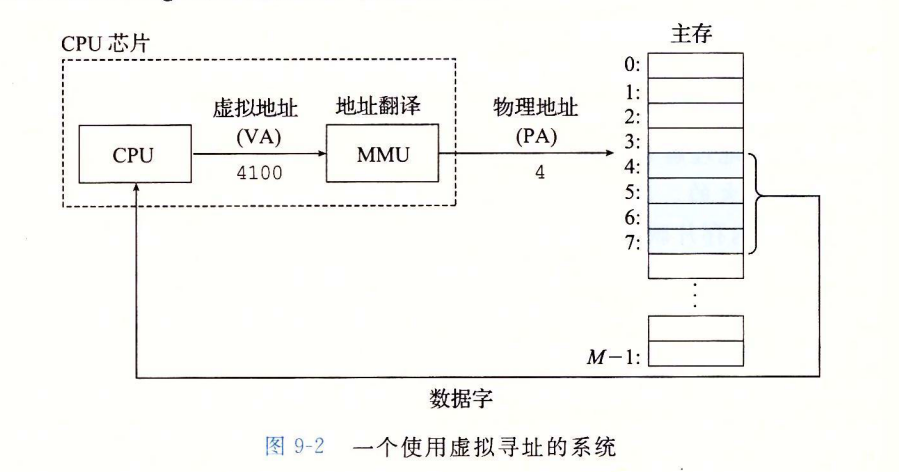 CPU 芯片
虚拟地址
(VA)
4100
地址翻译
物理地址
(PA)
4
主存
CPU
MMU
0:
1:
2:
3:
4:
5:
6:
7:
⋮
M−1:
数据字
图 9-2 一个使用虚拟寻址的系统